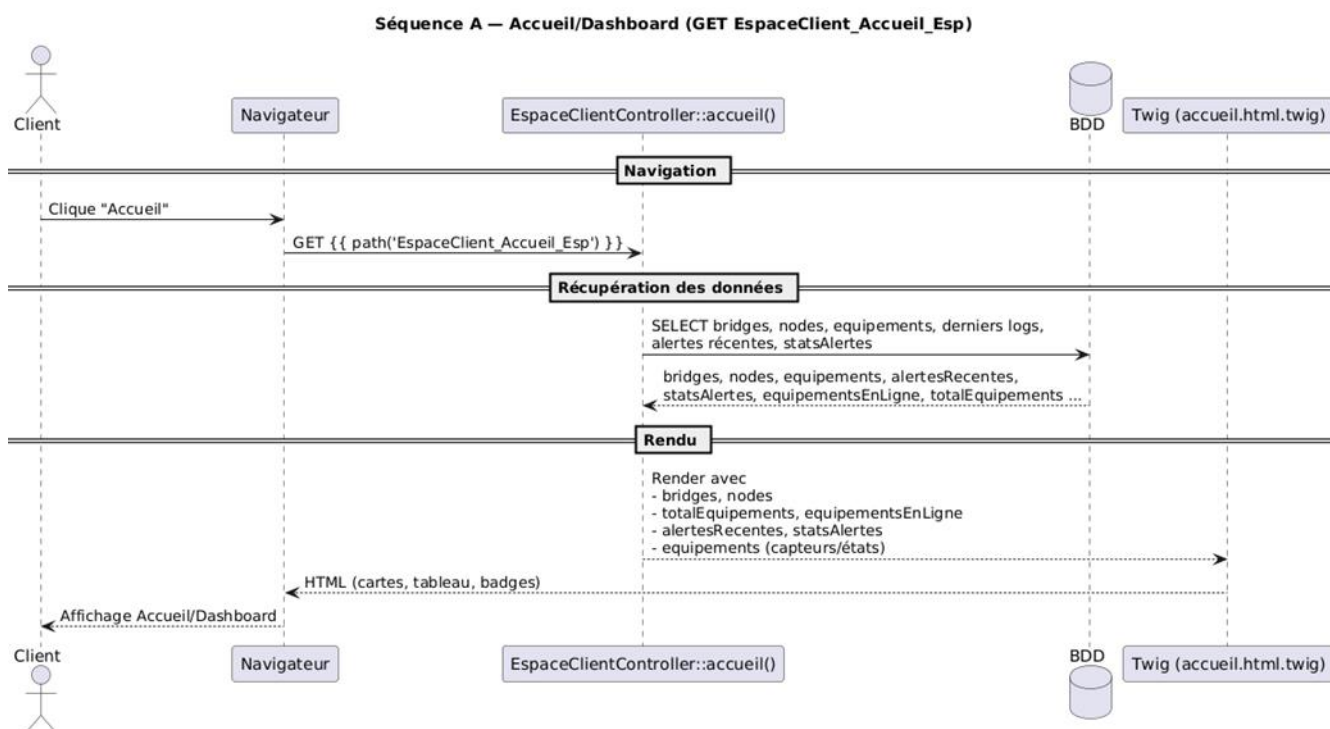 Séquence A — Accueil/Dashboard (GET EspaceClient_Accueil_Esp)
Client
Navigateur
EspaceClientController::accueil()
BDD
Twig (accueil.html.twig)
Navigation
Clique "Accueil"
GET {{ path('EspaceClient_Accueil_Esp') }}
Récupération des données
SELECT bridges, nodes, equipements, derniers logs,
alertes récentes, statsAlertes
bridges, nodes, equipements, alertesRecentes,
statsAlertes, equipementsEnLigne, totalEquipements ...
Rendu
Render avec
- bridges, nodes
- totalEquipements, equipementsEnLigne
- alertesRecentes, statsAlertes
- equipements (capteurs/états)
HTML (cartes, tableau, badges)
Affichage Accueil/Dashboard
Client
Navigateur
EspaceClientController::accueil()
BDD
Twig (accueil.html.twig)